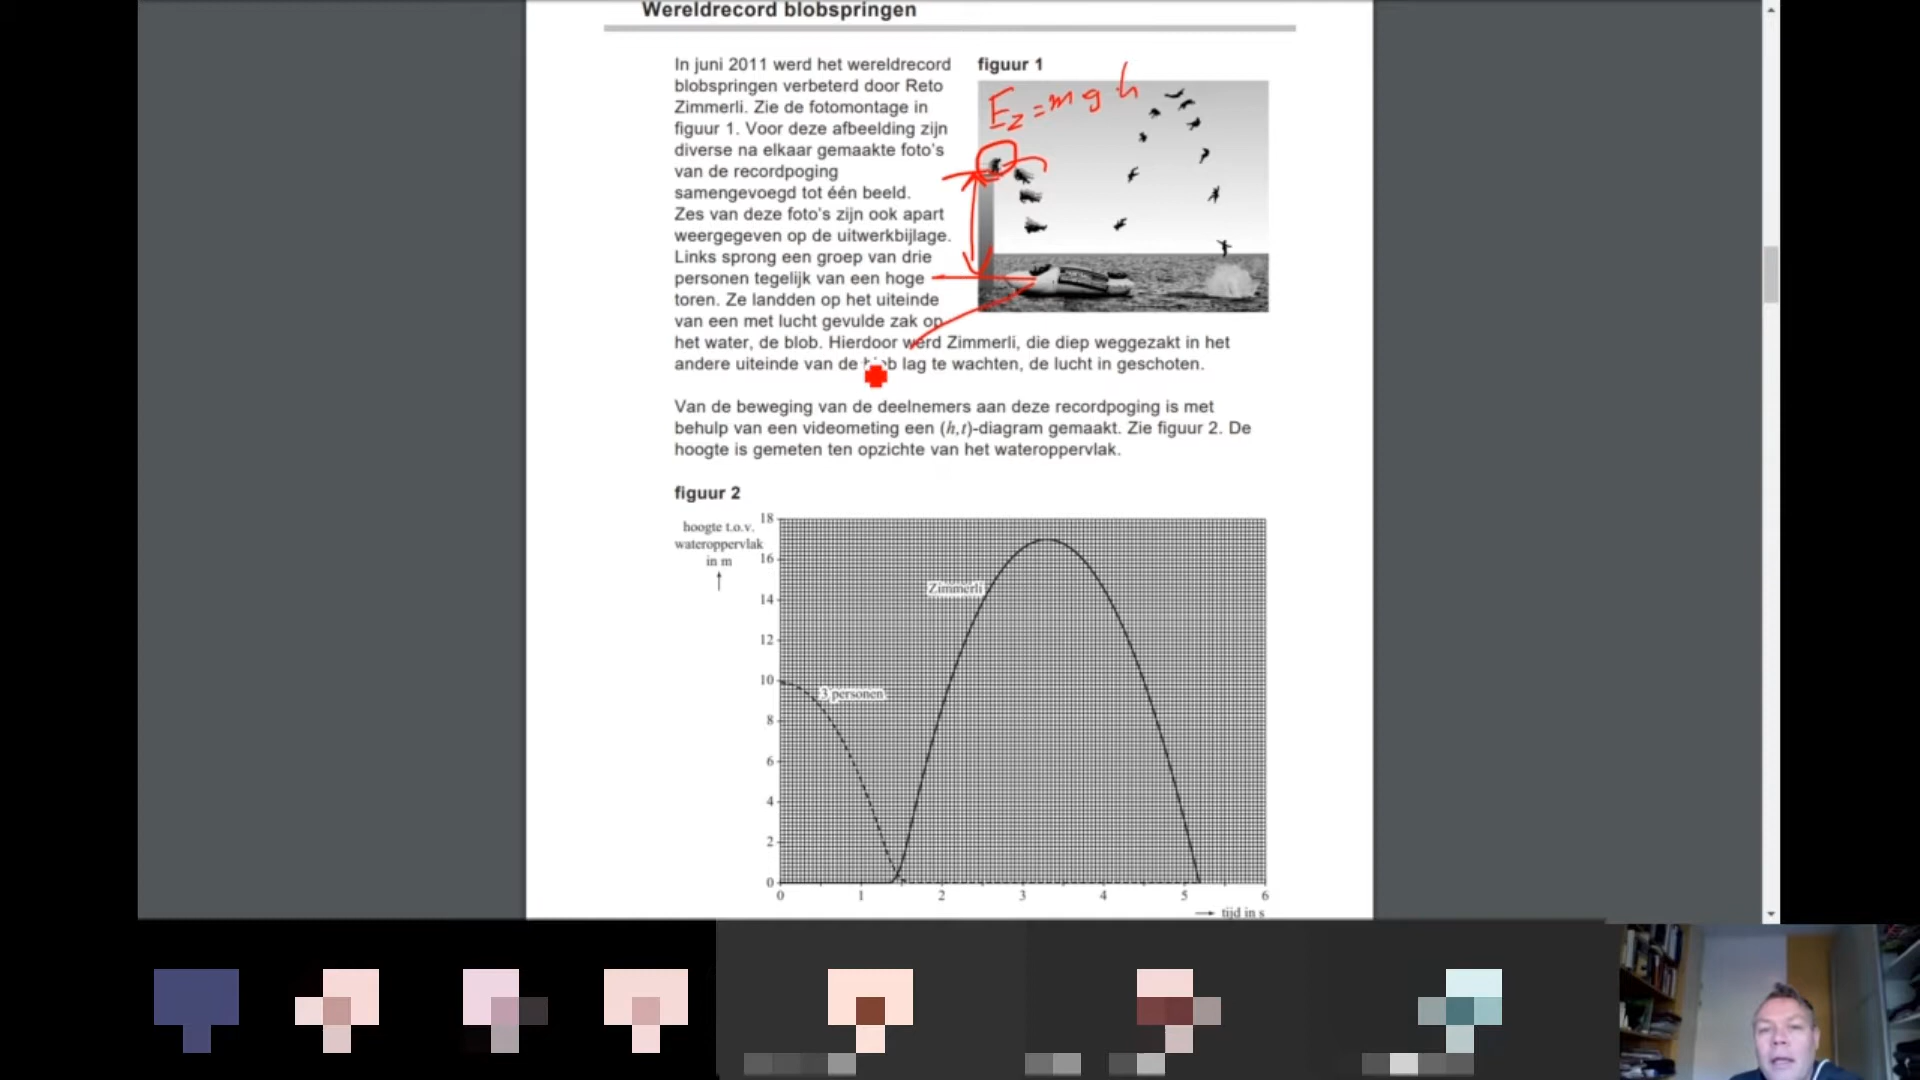 Wereldrecord blobspringen
In juni 2011 werd het wereldrecord
blobspringen verbeterd door Reto
Zimmerli. Zie de fotomontage in
figuur 1. Voor deze afbeelding zijn
diverse na elkaar gemaakte foto's
van de recordpoging
samengevoegd tot één beeld.
Zes van deze foto's zijn ook apart
weergegeven op de uitwerkbijlage.
Links sprong een groep van drie
personen tegelijk van een hoge
toren. Ze landden op het uiteinde
van een met lucht gevulde zak op
het water, de blob. Hierdoor werd Zimmerli, die diep weggezakt in het
andere uiteinde van de blob lag te wachten, de lucht in geschoten.
figuur 1
Ez = m g h
Van de beweging van de deelnemers aan deze recordpoging is met
behulp van een videometing een (h,t)-diagram gemaakt. Zie figuur 2. De
hoogte is gemeten ten opzichte van het wateroppervlak.
figuur 2
hoogte t.o.v.
wateroppervlak
in m
18
16
14
12
10
8
6
4
2
0
Zimmerli
3 personen
0 1 2 3 4 5 6
tijd in s